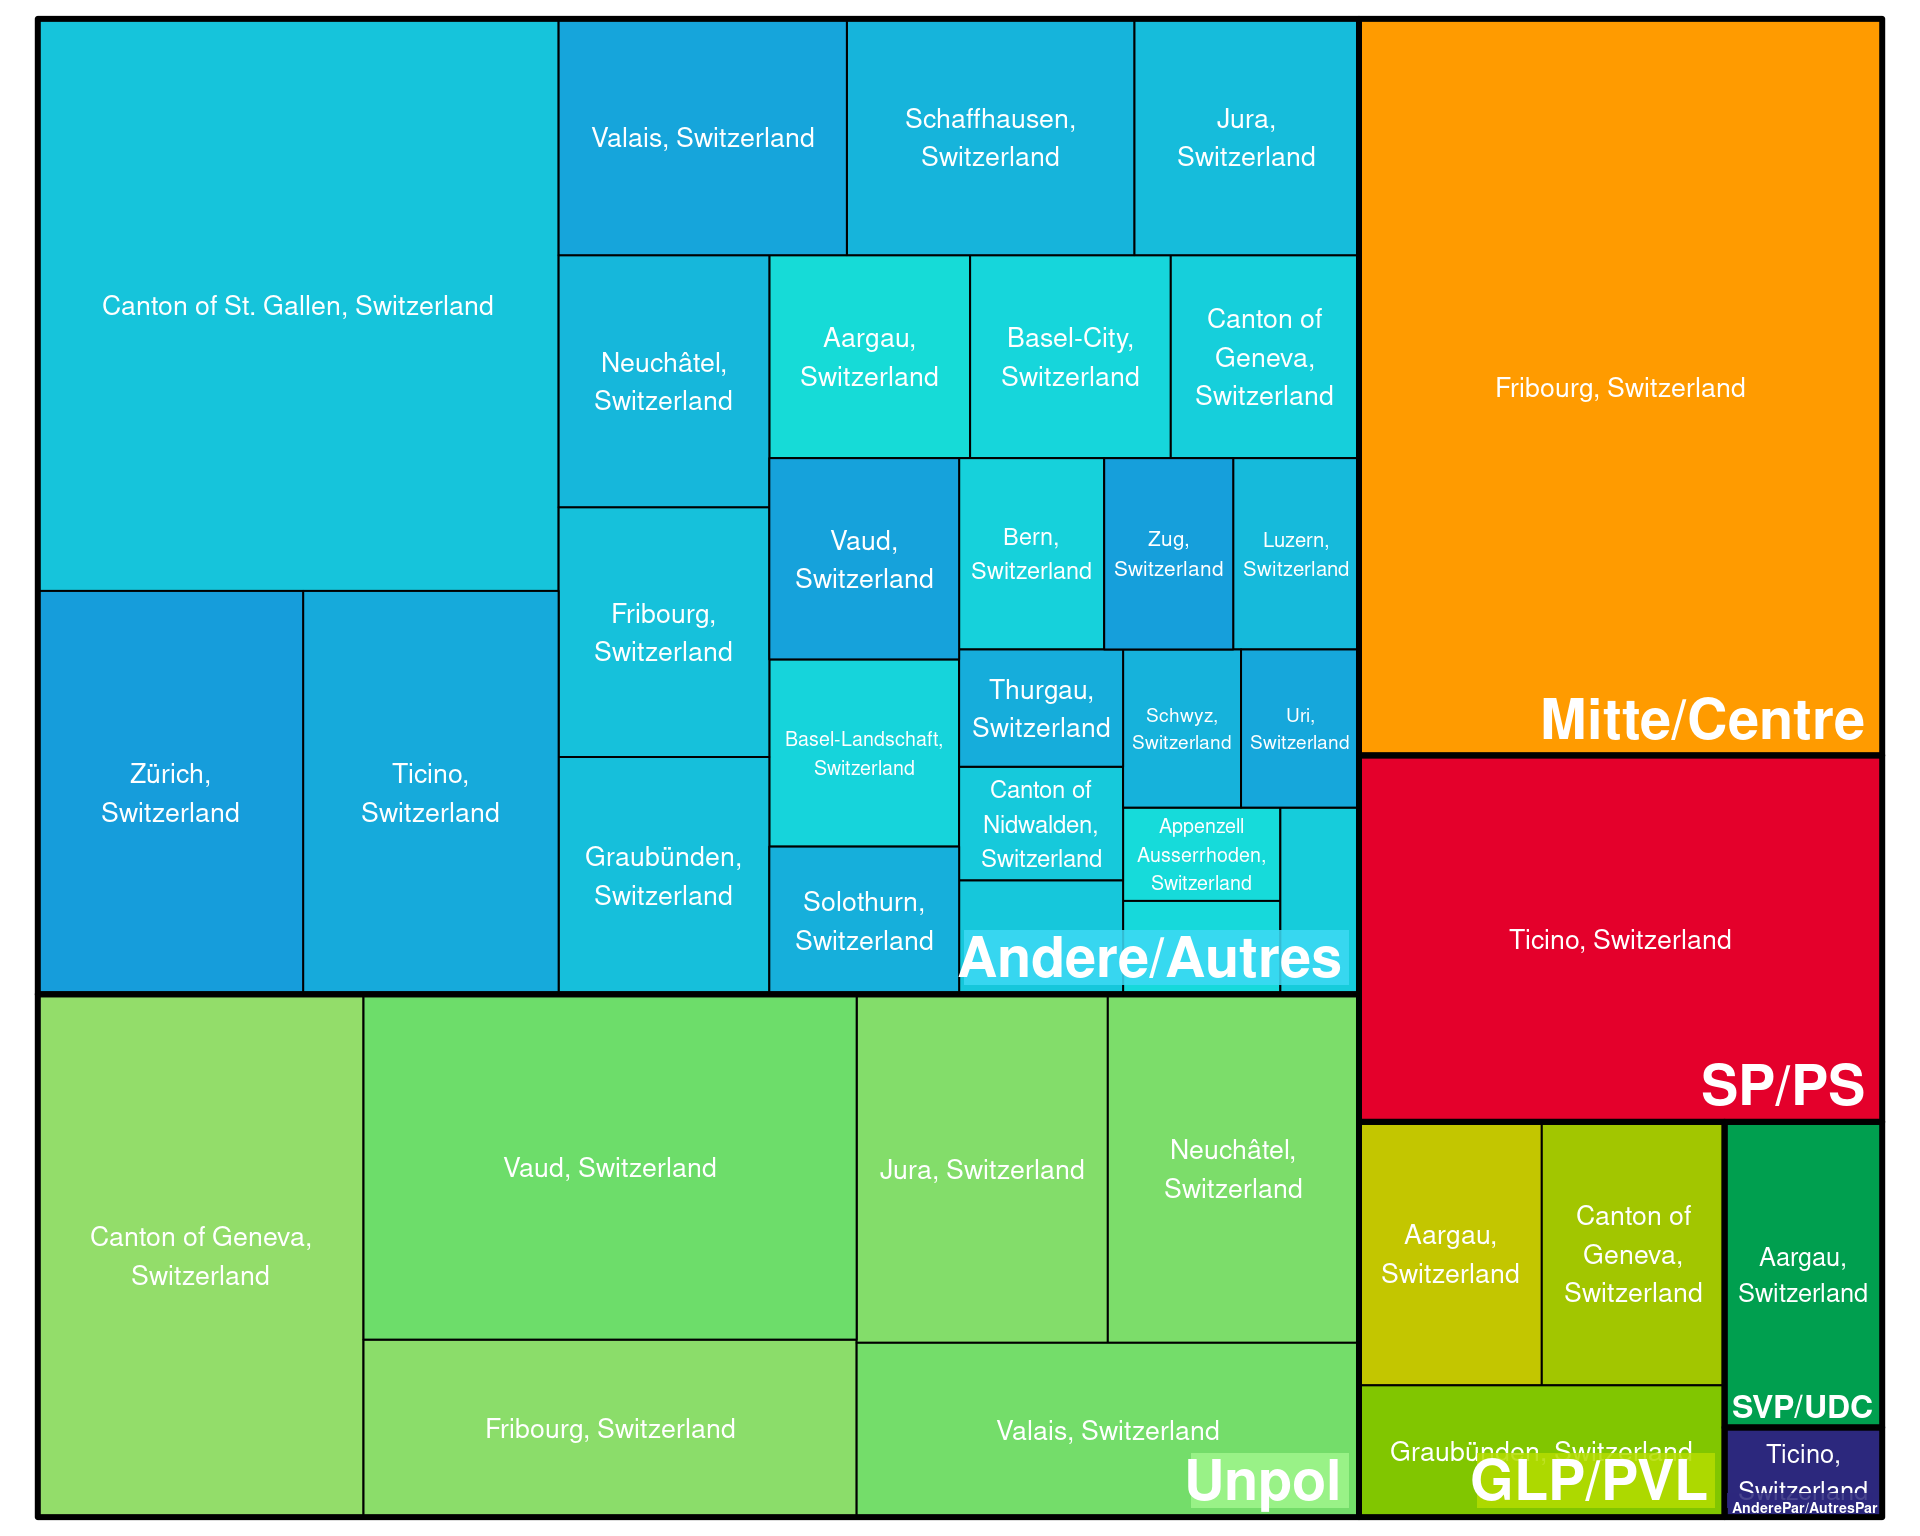 Canton of St. Gallen, Switzerland
Valais, Switzerland
Schaffhausen,
Switzerland
Jura,
Switzerland
Neuchâtel,
Switzerland
Aargau,
Switzerland
Basel-City,
Switzerland
Canton of
Geneva,
Switzerland
Fribourg,
Switzerland
Vaud,
Switzerland
Bern,
Switzerland
Zug,
Switzerland
Luzern,
Switzerland
Zürich,
Switzerland
Ticino,
Switzerland
Graubünden,
Switzerland
Basel-Landschaft,
Switzerland
Solothurn,
Switzerland
Thurgau,
Switzerland
Schwyz,
Switzerland
Uri,
Switzerland
Canton of
Nidwalden,
Switzerland
Appenzell
Ausserrhoden,
Switzerland
Andere/Autres
Fribourg, Switzerland
Mitte/Centre
Ticino, Switzerland
SP/PS
Canton of Geneva,
Switzerland
Vaud, Switzerland
Jura, Switzerland
Neuchâtel,
Switzerland
Fribourg, Switzerland
Valais, Switzerland
Unpol
Aargau,
Switzerland
Canton of
Geneva,
Switzerland
Graubünden, Switzerland
GLP/PVL
Aargau,
Switzerland
SVP/UDC
Ticino,
Switzerland
AnderePar/AutresPar